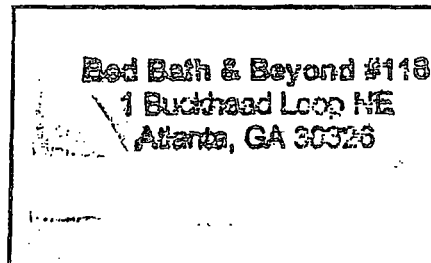 Bed Bath & Beyond #118
1 Buckhead Loop NE
Atlanta, GA 30326